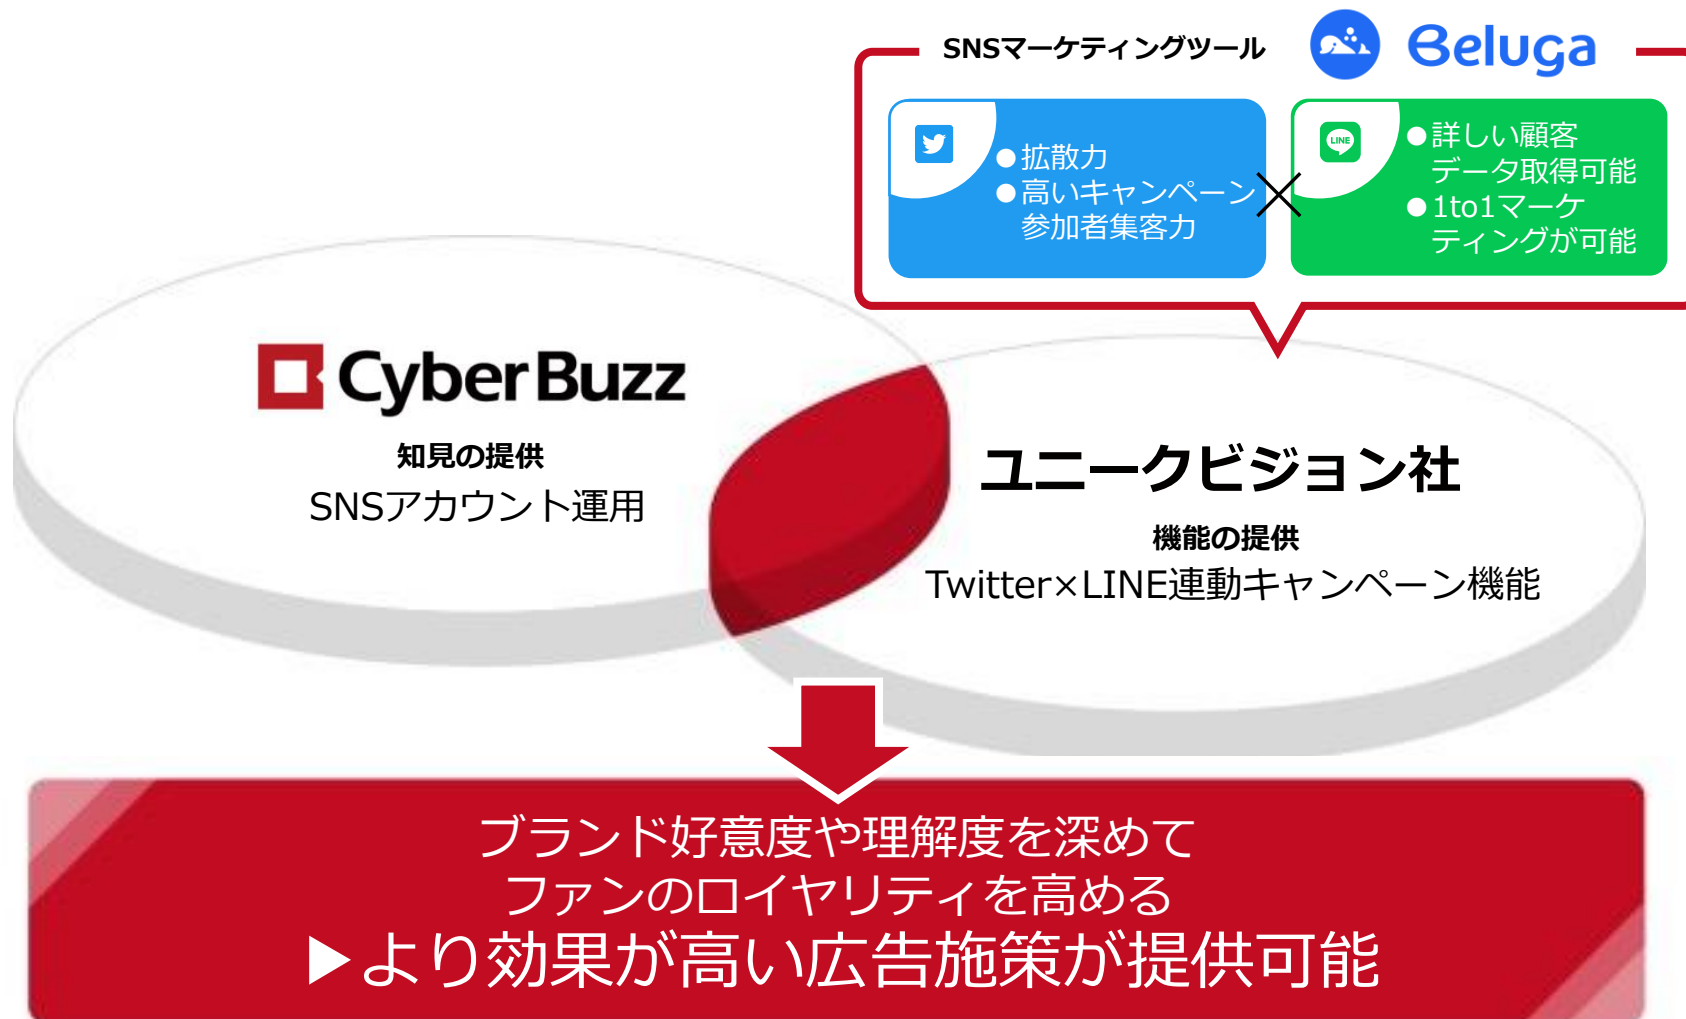 SNSマーケティングツール
Beluga
●拡散力
●高いキャンペーン
参加者集客力
×
LINE
●詳しい顧客
データ取得可能
●1to1マーケ
ティングが可能
CyberBuzz
知見の提供
SNSアカウント運用
ユニークビジョン社
機能の提供
Twitter×LINE連動キャンペーン機能
ブランド好意度や理解度を深めて
ファンのロイヤリティを高める
▶より効果が高い広告施策が提供可能